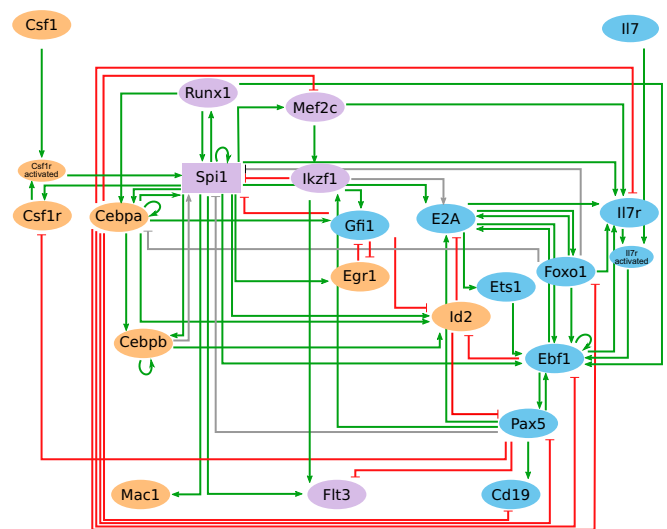 Csf1
Il7
Runx1
Mef2c
Csf1r
activated
Spi1
Ikzf1
Csf1r
Cebpa
Gfi1
E2A
Il7r
Il7r
activated
Egr1
Foxo1
Ets1
Id2
Cebpb
Ebf1
Pax5
Mac1
Flt3
Cd19